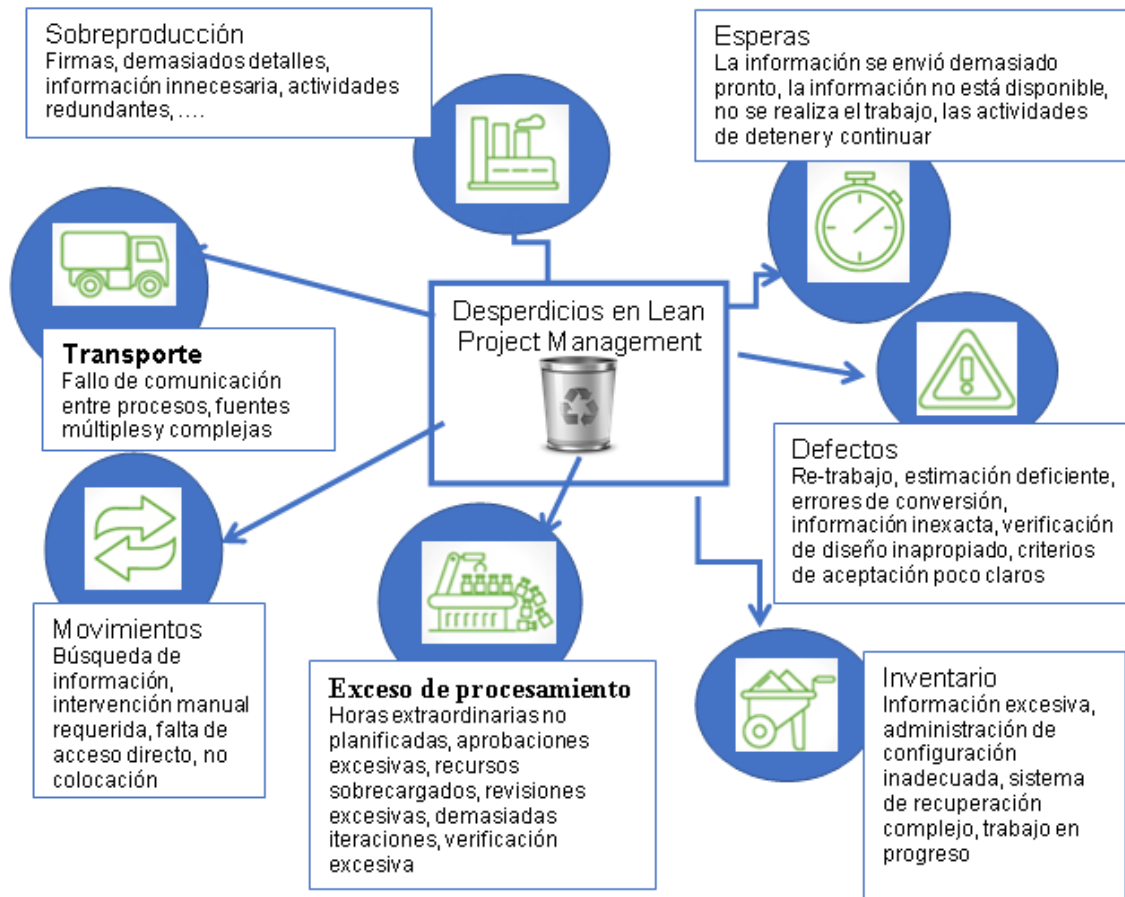 Sobreproducción
Firmas, demasiados detalles,
información innecesaria, actividades
redundantes, ....
Esperas
La información se envió demasiado
pronto, la información no está disponible,
no se realiza el trabajo, las actividades
de detener y continuar
Desperdicios en Lean
Project Management
Transporte
Fallo de comunicación
entre procesos, fuentes
múltiples y complejas
Defectos
Re-trabajo, estimación deficiente,
errores de conversión,
información inexacta, verificación
de diseño inapropiado, criterios
de aceptación poco claros
Movimientos
Búsqueda de
información,
intervención manual
requerida, falta de
acceso directo, no
colocación
Exceso de procesamiento
Horas extraordinarias no
planificadas, aprobaciones
excesivas, recursos
sobrecargados, revisiones
excesivas, demasiadas
iteraciones, verificación
excesiva
Inventario
Información excesiva,
administración de
configuración
inadecuada, sistema
de recuperación
complejo, trabajo en
progreso